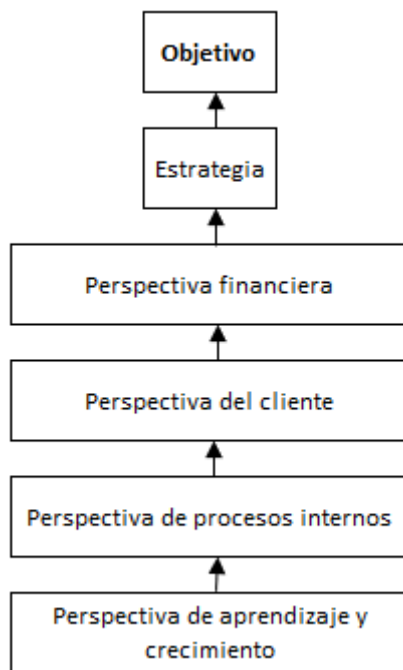 Objetivo
Estrategia
Perspectiva financiera
Perspectiva del cliente
Perspectiva de procesos internos
Perspectiva de aprendizaje y
crecimiento